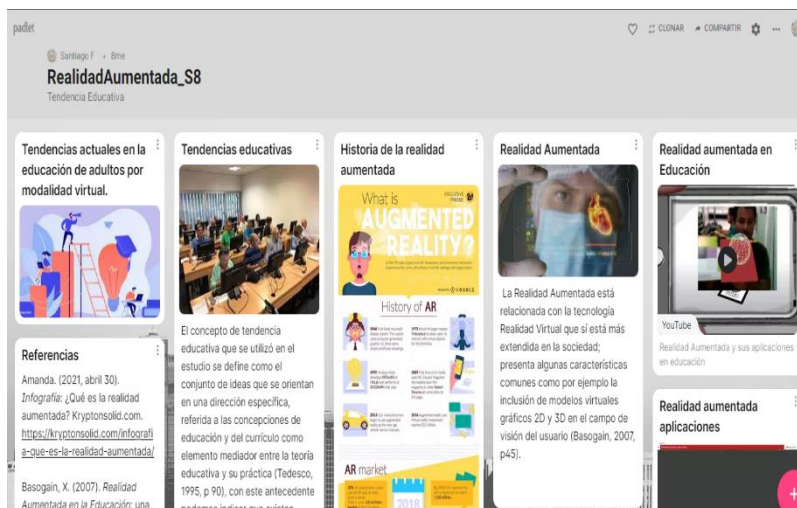 padlet
CLONAR
COMPARTIR
Santiago F • 8me
RealidadAumentada_S8
Tendencia Educativa
Tendencias actuales en la
educación de adultos por
modalidad virtual.
Referencias
Amanda. (2021, abril 30).
Infografía: ¿Qué es la realidad
aumentada? Kryptonsolid.com.
https://kryptonsolid.com/infografi
a-que-es-la-realidad-aumentada/
Basogain, X. (2007). Realidad
Aumentada en la Educación: una
Tendencias educativas
El concepto de tendencia
educativa que se utilizó en el
estudio se define como el
conjunto de ideas que se orientan
en una dirección específica,
referida a las concepciones de
educación y del currículo como
elemento mediador entre la teoría
educativa y su práctica (Tedesco,
1995, p 90), con este antecedente
podemos indicar que existen
Historia de la realidad
aumentada
What is
AUGMENTED
REALITY?
History of AR
AR market
2018
Realidad Aumentada
La Realidad Aumentada está
relacionada con la tecnología
Realidad Virtual que sí está más
extendida en la sociedad;
presenta algunas características
comunes como por ejemplo la
inclusión de modelos virtuales
gráficos 2D y 3D en el campo de
visión del usuario (Basogain, 2007,
p45).
Realidad aumentada en
Educación
YouTube
Realidad Aumentada y sus aplicaciones
en educación
Realidad aumentada
aplicaciones